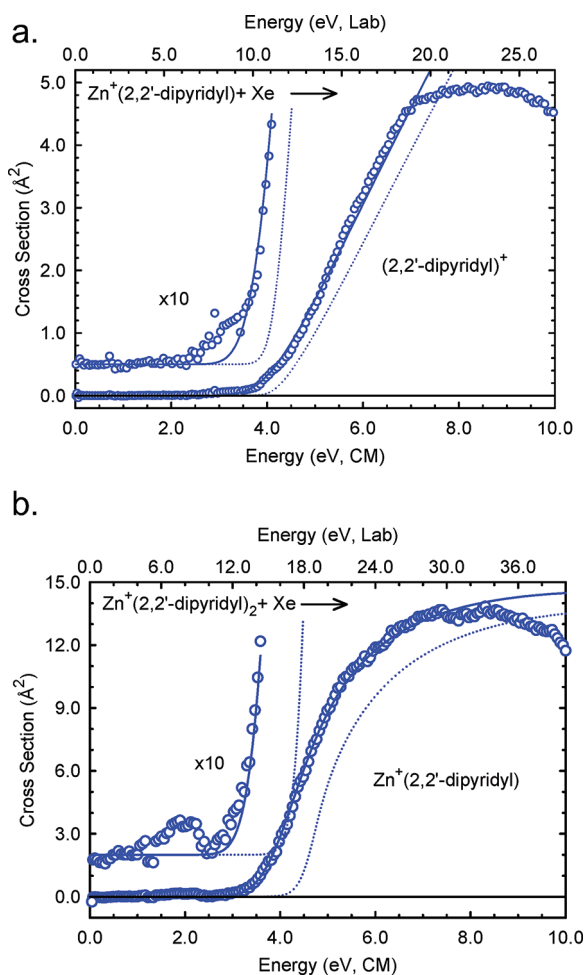 a.
Energy (eV, Lab)
0.0 5.0 10.0 15.0 20.0 25.0
Zn⁺(2,2'-dipyridyl)+ Xe
5.0
4.0
3.0
2.0
1.0
0.0
Cross Section (Å²)
x10
(2,2'-dipyridyl)⁺
0.0 2.0 4.0 6.0 8.0 10.0
Energy (eV, CM)
b.
Energy (eV, Lab)
0.0 6.0 12.0 18.0 24.0 30.0 36.0
Zn⁺(2,2'-dipyridyl)₂+ Xe
15.0
12.0
9.0
6.0
3.0
0.0
Cross Section (Å²)
x10
Zn⁺(2,2'-dipyridyl)
0.0 2.0 4.0 6.0 8.0 10.0
Energy (eV, CM)